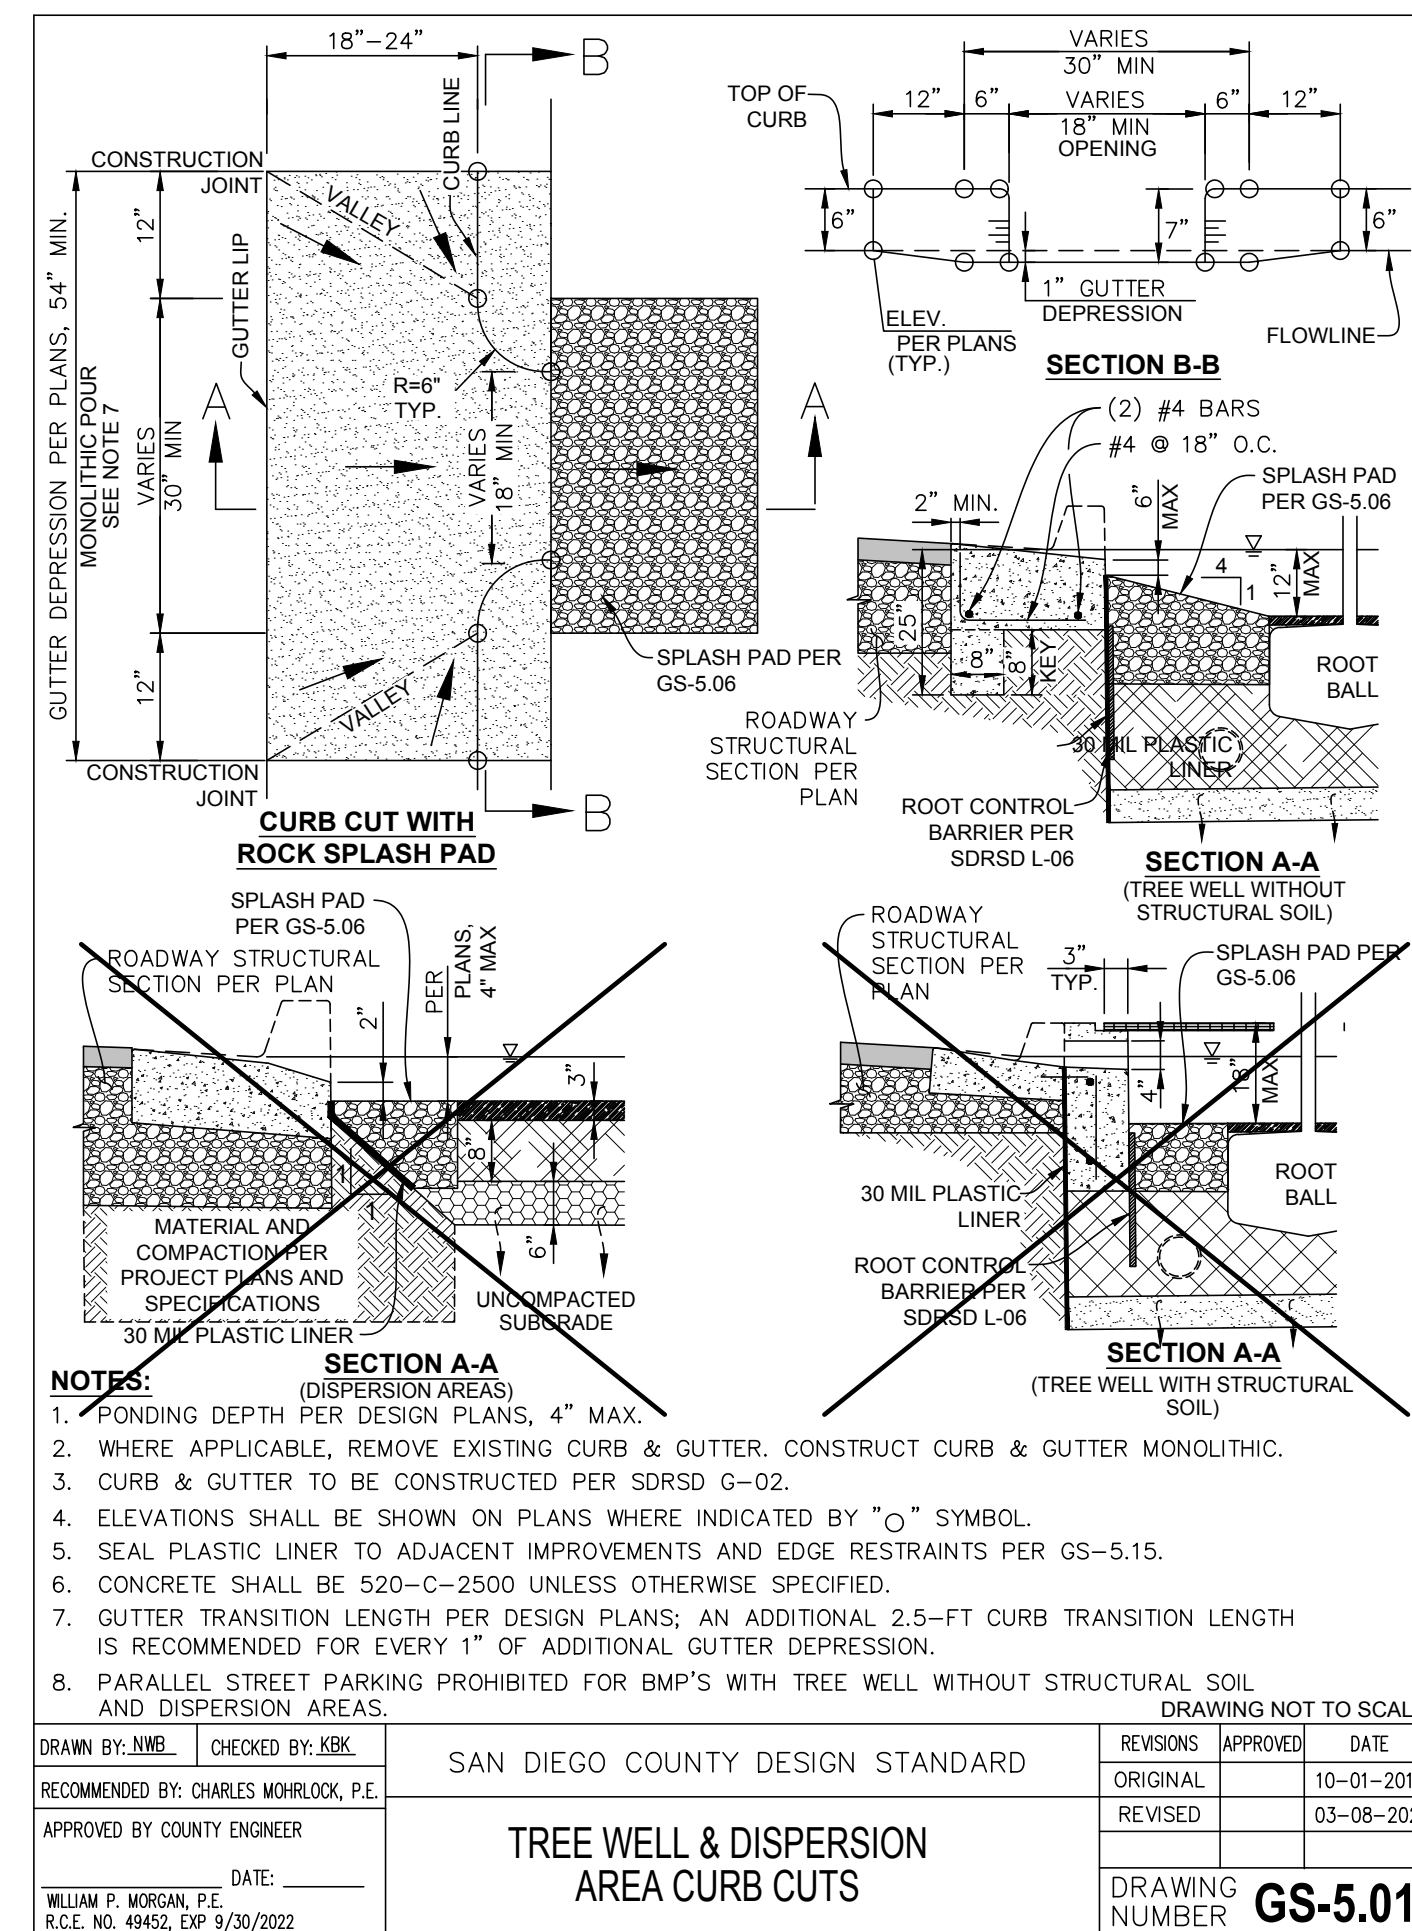 18"-24"
B
CURB LINE
CONSTRUCTION
JOINT
VALLEY
12"
GUTTER DEPRESSION PER PLANS, 54" MIN.
MONOLITHIC POUR
SEE NOTE 7
GUTTER LIP
VARIES
30" MIN
R=6"
TYP.
VARIES
18" MIN
A
A
12"
VALLEY
SPLASH PAD PER
GS-5.06
CONSTRUCTION
JOINT
B
CURB CUT WITH
ROCK SPLASH PAD
VARIES
30" MIN
TOP OF
CURB
12"
6"
VARIES
18" MIN
OPENING
6"
12"
6"
7"
6"
1" GUTTER
DEPRESSION
ELEV.
PER PLANS
(TYP.)
FLOWLINE
SECTION B-B
(2) #4 BARS
#4 @ 18" O.C.
SPLASH PAD
PER GS-5.06
2" MIN.
6"
MAX
4
1
12"
MAX
25"
8"
8"
KEY
ROOT
BALL
ROADWAY
STRUCTURAL
SECTION PER
PLAN
30 MIL PLASTIC
LINER
ROOT CONTROL
BARRIER PER
SDRSD L-06
SECTION A-A
(TREE WELL WITHOUT
STRUCTURAL SOIL)
SPLASH PAD
PER GS-5.06
ROADWAY STRUCTURAL
SECTION PER PLAN
PER
PLANS,
4" MAX
2"
3"
8"
1
1
6"
MATERIAL AND
COMPACTION PER
PROJECT PLANS AND
SPECIFICATIONS
30 MIL PLASTIC LINER
UNCOMPACTED
SUBGRADE
SECTION A-A
(DISPERSION AREAS)
ROADWAY
STRUCTURAL
SECTION PER
PLAN
3"
TYP.
SPLASH PAD PER
GS-5.06
4"
18"
MAX
ROOT
BALL
30 MIL PLASTIC
LINER
ROOT CONTROL
BARRIER PER
SDRSD L-06
SECTION A-A
(TREE WELL WITH STRUCTURAL
SOIL)
NOTES:
1. PONDING DEPTH PER DESIGN PLANS, 4" MAX.
2. WHERE APPLICABLE, REMOVE EXISTING CURB & GUTTER. CONSTRUCT CURB & GUTTER MONOLITHIC.
3. CURB & GUTTER TO BE CONSTRUCTED PER SDRSD G-02.
4. ELEVATIONS SHALL BE SHOWN ON PLANS WHERE INDICATED BY "○" SYMBOL.
5. SEAL PLASTIC LINER TO ADJACENT IMPROVEMENTS AND EDGE RESTRAINTS PER GS-5.15.
6. CONCRETE SHALL BE 520-C-2500 UNLESS OTHERWISE SPECIFIED.
7. GUTTER TRANSITION LENGTH PER DESIGN PLANS; AN ADDITIONAL 2.5-FT CURB TRANSITION LENGTH
IS RECOMMENDED FOR EVERY 1" OF ADDITIONAL GUTTER DEPRESSION.
8. PARALLEL STREET PARKING PROHIBITED FOR BMP'S WITH TREE WELL WITHOUT STRUCTURAL SOIL
AND DISPERSION AREAS.
DRAWING NOT TO SCAL
DRAWN BY: NWB
CHECKED BY: KBK
RECOMMENDED BY: CHARLES MOHRLOCK, P.E.
APPROVED BY COUNTY ENGINEER
DATE:
WILLIAM P. MORGAN, P.E.
R.C.E. NO. 49452, EXP 9/30/2022
SAN DIEGO COUNTY DESIGN STANDARD
TREE WELL & DISPERSION
AREA CURB CUTS
REVISIONS APPROVED DATE
ORIGINAL 10-01-201
REVISED 03-08-202
DRAWING
NUMBER
GS-5.01